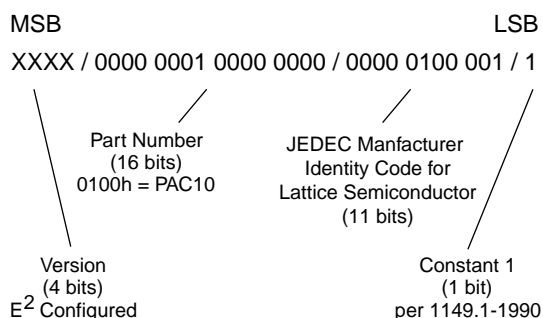 MSB LSB
XXXX / 0000 0001 0000 0000 / 0000 0100 001 / 1
Part Number
(16 bits)
0100h = PAC10
JEDEC Manfacturer
Identity Code for
Lattice Semiconductor
(11 bits)
Version
(4 bits)
E² Configured
Constant 1
(1 bit)
per 1149.1-1990